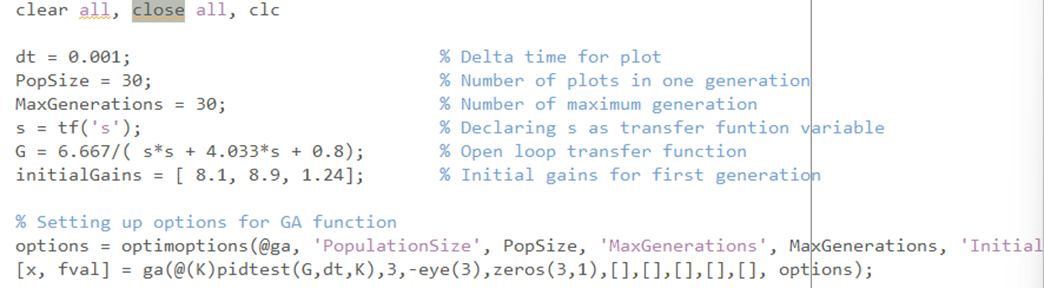 clear all, close all, clc
dt = 0.001; % Delta time for plot
PopSize = 30; % Number of plots in one generation
MaxGenerations = 30; % Number of maximum generation
s = tf('s'); % Declaring s as transfer funtion variable
G = 6.667/( s*s + 4.033*s + 0.8); % Open loop transfer function
initialGains = [ 8.1, 8.9, 1.24]; % Initial gains for first generation
% Setting up options for GA function
options = optimoptions(@ga, 'PopulationSize', PopSize, 'MaxGenerations', MaxGenerations, 'Initial
[x, fval] = ga(@(K)pidtest(G,dt,K),3,-eye(3),zeros(3,1),[],[],[],[],[], options);